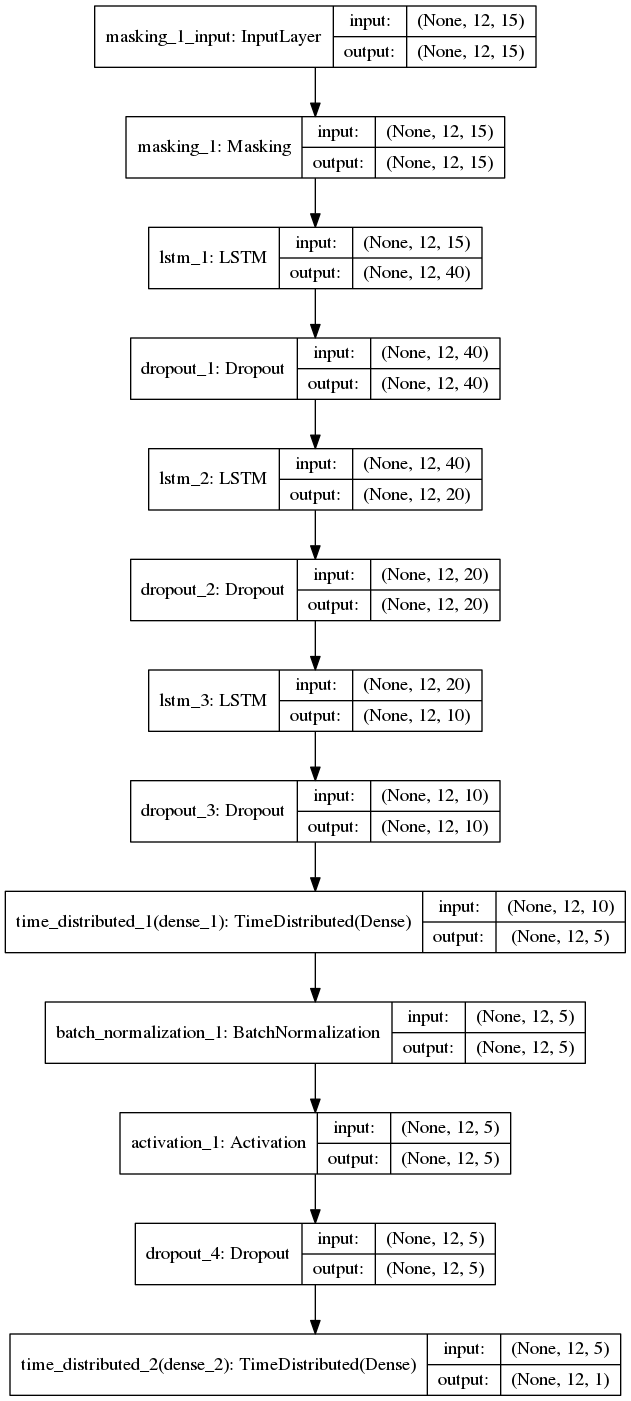 masking_1_input: InputLayer
input:
(None, 12, 15)
output:
(None, 12, 15)
masking_1: Masking
input:
(None, 12, 15)
output:
(None, 12, 15)
lstm_1: LSTM
input:
(None, 12, 15)
output:
(None, 12, 40)
dropout_1: Dropout
input:
(None, 12, 40)
output:
(None, 12, 40)
lstm_2: LSTM
input:
(None, 12, 40)
output:
(None, 12, 20)
dropout_2: Dropout
input:
(None, 12, 20)
output:
(None, 12, 20)
lstm_3: LSTM
input:
(None, 12, 20)
output:
(None, 12, 10)
dropout_3: Dropout
input:
(None, 12, 10)
output:
(None, 12, 10)
time_distributed_1(dense_1): TimeDistributed(Dense)
input:
(None, 12, 10)
output:
(None, 12, 5)
batch_normalization_1: BatchNormalization
input:
(None, 12, 5)
output:
(None, 12, 5)
activation_1: Activation
input:
(None, 12, 5)
output:
(None, 12, 5)
dropout_4: Dropout
input:
(None, 12, 5)
output:
(None, 12, 5)
time_distributed_2(dense_2): TimeDistributed(Dense)
input:
(None, 12, 5)
output:
(None, 12, 1)